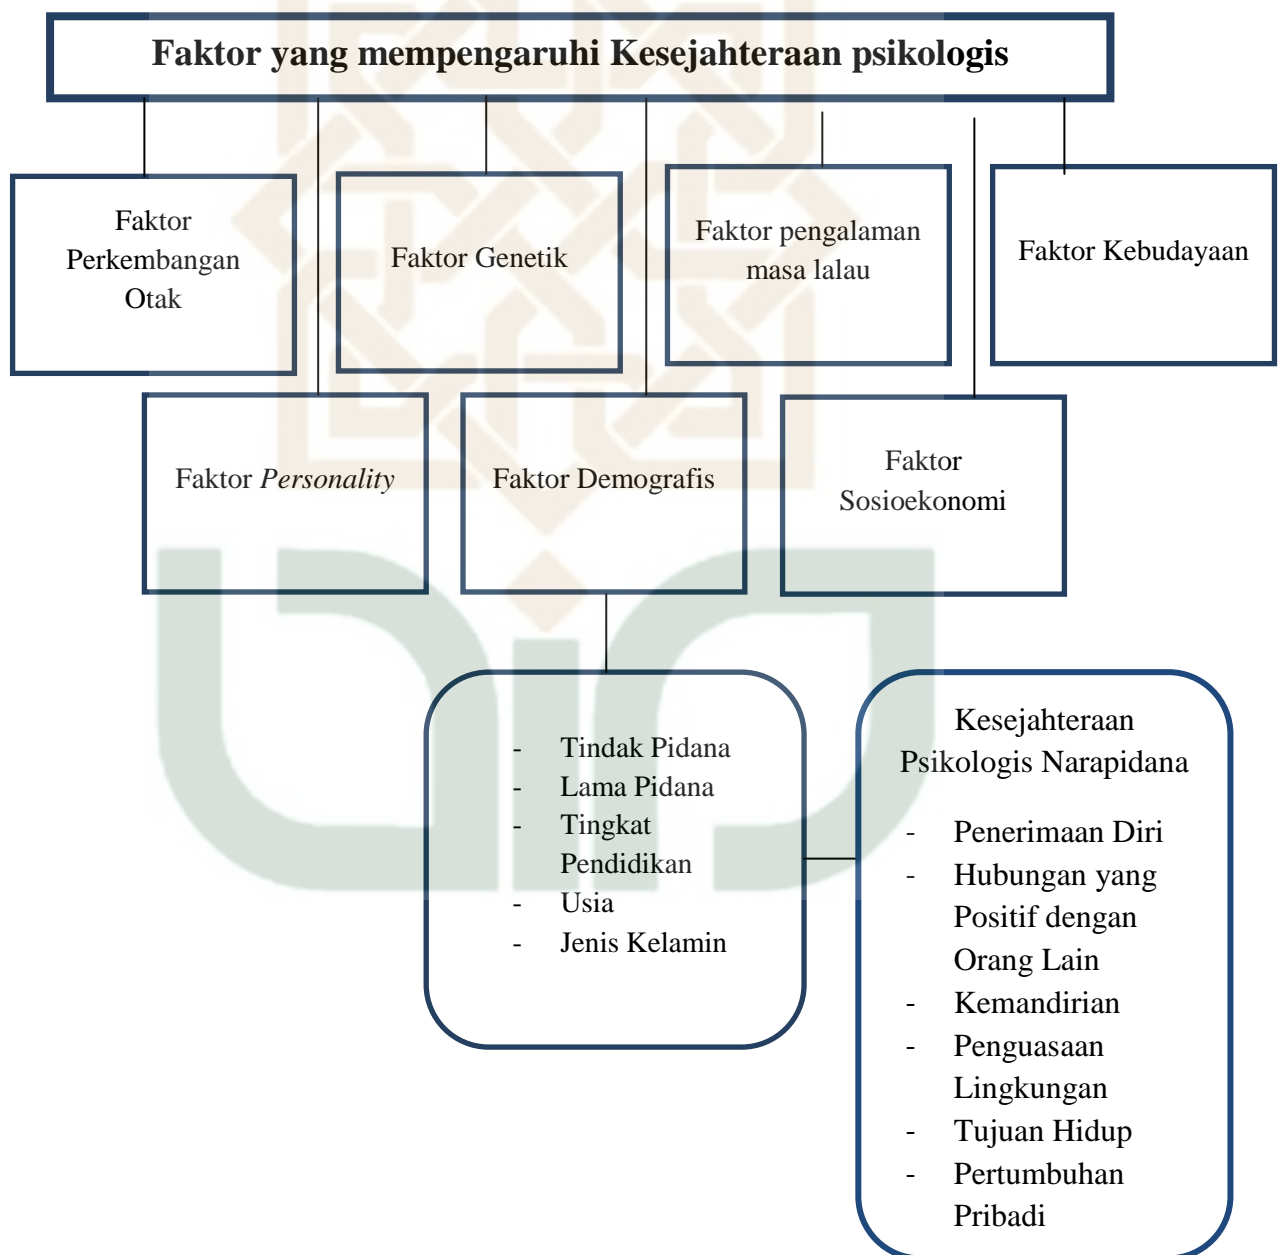 Faktor yang mempengaruhi Kesejahteraan psikologis
Faktor
Perkembangan
Otak
Faktor Genetik
Faktor pengalaman
masa lalau
Faktor Kebudayaan
Faktor Personality
Faktor Demografis
Faktor
Sosioekonomi
- Tindak Pidana
- Lama Pidana
- Tingkat
Pendidikan
- Usia
- Jenis Kelamin
Kesejahteraan
Psikologis Narapidana
- Penerimaan Diri
- Hubungan yang
Positif dengan
Orang Lain
- Kemandirian
- Penguasaan
Lingkungan
- Tujuan Hidup
- Pertumbuhan
Pribadi